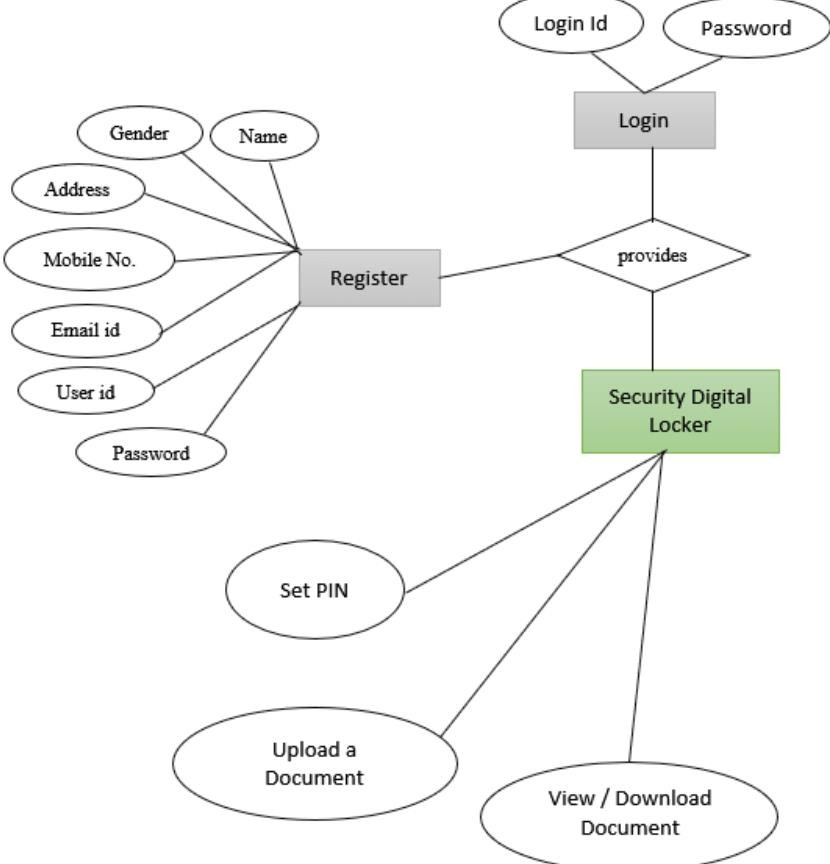 Login Id
Password
Login
Gender
Name
Address
Mobile No.
Email id
User id
Password
Register
provides
Security Digital
Locker
Set PIN
Upload a
Document
View / Download
Document